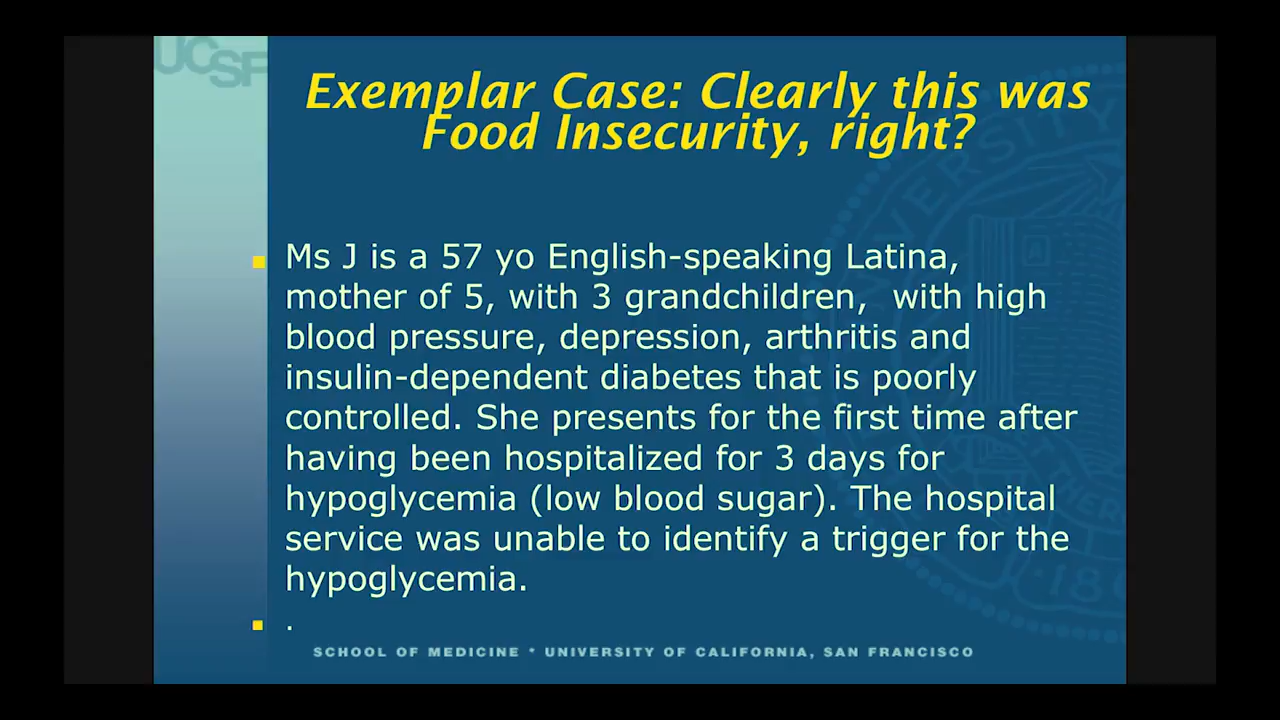 UCSF
Exemplar Case: Clearly this was
Food Insecurity, right?
Ms J is a 57 yo English-speaking Latina,
mother of 5, with 3 grandchildren,  with high
blood pressure, depression, arthritis and
insulin-dependent diabetes that is poorly
controlled. She presents for the first time after
having been hospitalized for 3 days for
hypoglycemia (low blood sugar). The hospital
service was unable to identify a trigger for the
hypoglycemia.
.
SCHOOL OF MEDICINE * UNIVERSITY OF CALIFORNIA, SAN FRANCISCO